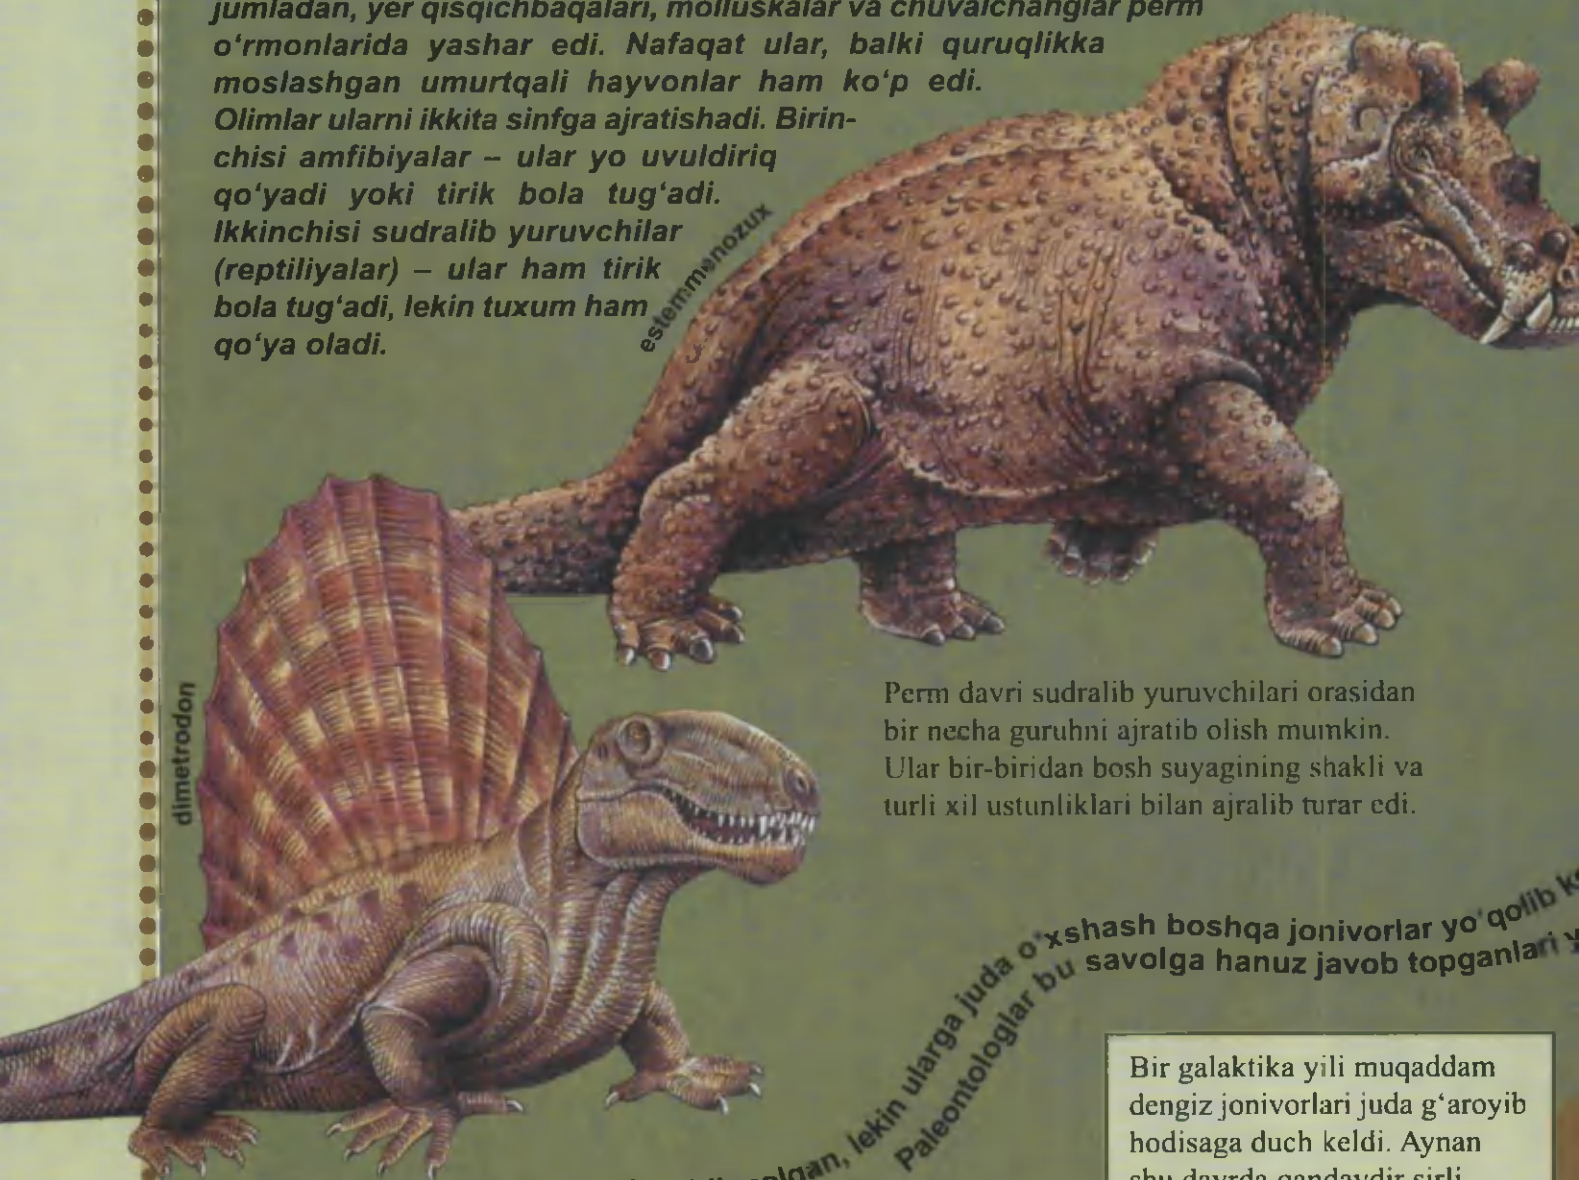 jumladan, yer qisqichbaqalari, molluskalar va chuvalchanglar perm
o‘rmonlarida yashar edi. Nafaqat ular, balki quruqlikka
moslashgan umurtqali hayvonlar ham ko‘p edi.
Olimlar ularni ikkita sinfga ajratishadi. Birin-
chisi amfibiyalar – ular yo uvuldiriq
qo‘yadi yoki tirik bola tug‘adi.
Ikkinchisi sudralib yuruvchilar
(reptiliyalar) – ular ham tirik
bola tug‘adi, lekin tuxum ham
qo‘ya oladi.
estemmenozux
dimetrodon
Perm davri sudralib yuruvchilari orasidan
bir necha guruhni ajratib olish mumkin.
Ular bir-biridan bosh suyagining shakli va
turli xil ustunliklari bilan ajralib turar edi.
lekin ularga juda o‘xshash boshqa jonivorlar yo‘qolib
Paleontologlar bu savolga hanuz javob topganlari
Bir galaktika yili muqaddam
dengiz jonivorlari juda g‘aroyib
hodisaga duch keldi. Aynan
shu davrda qandaydir sirli